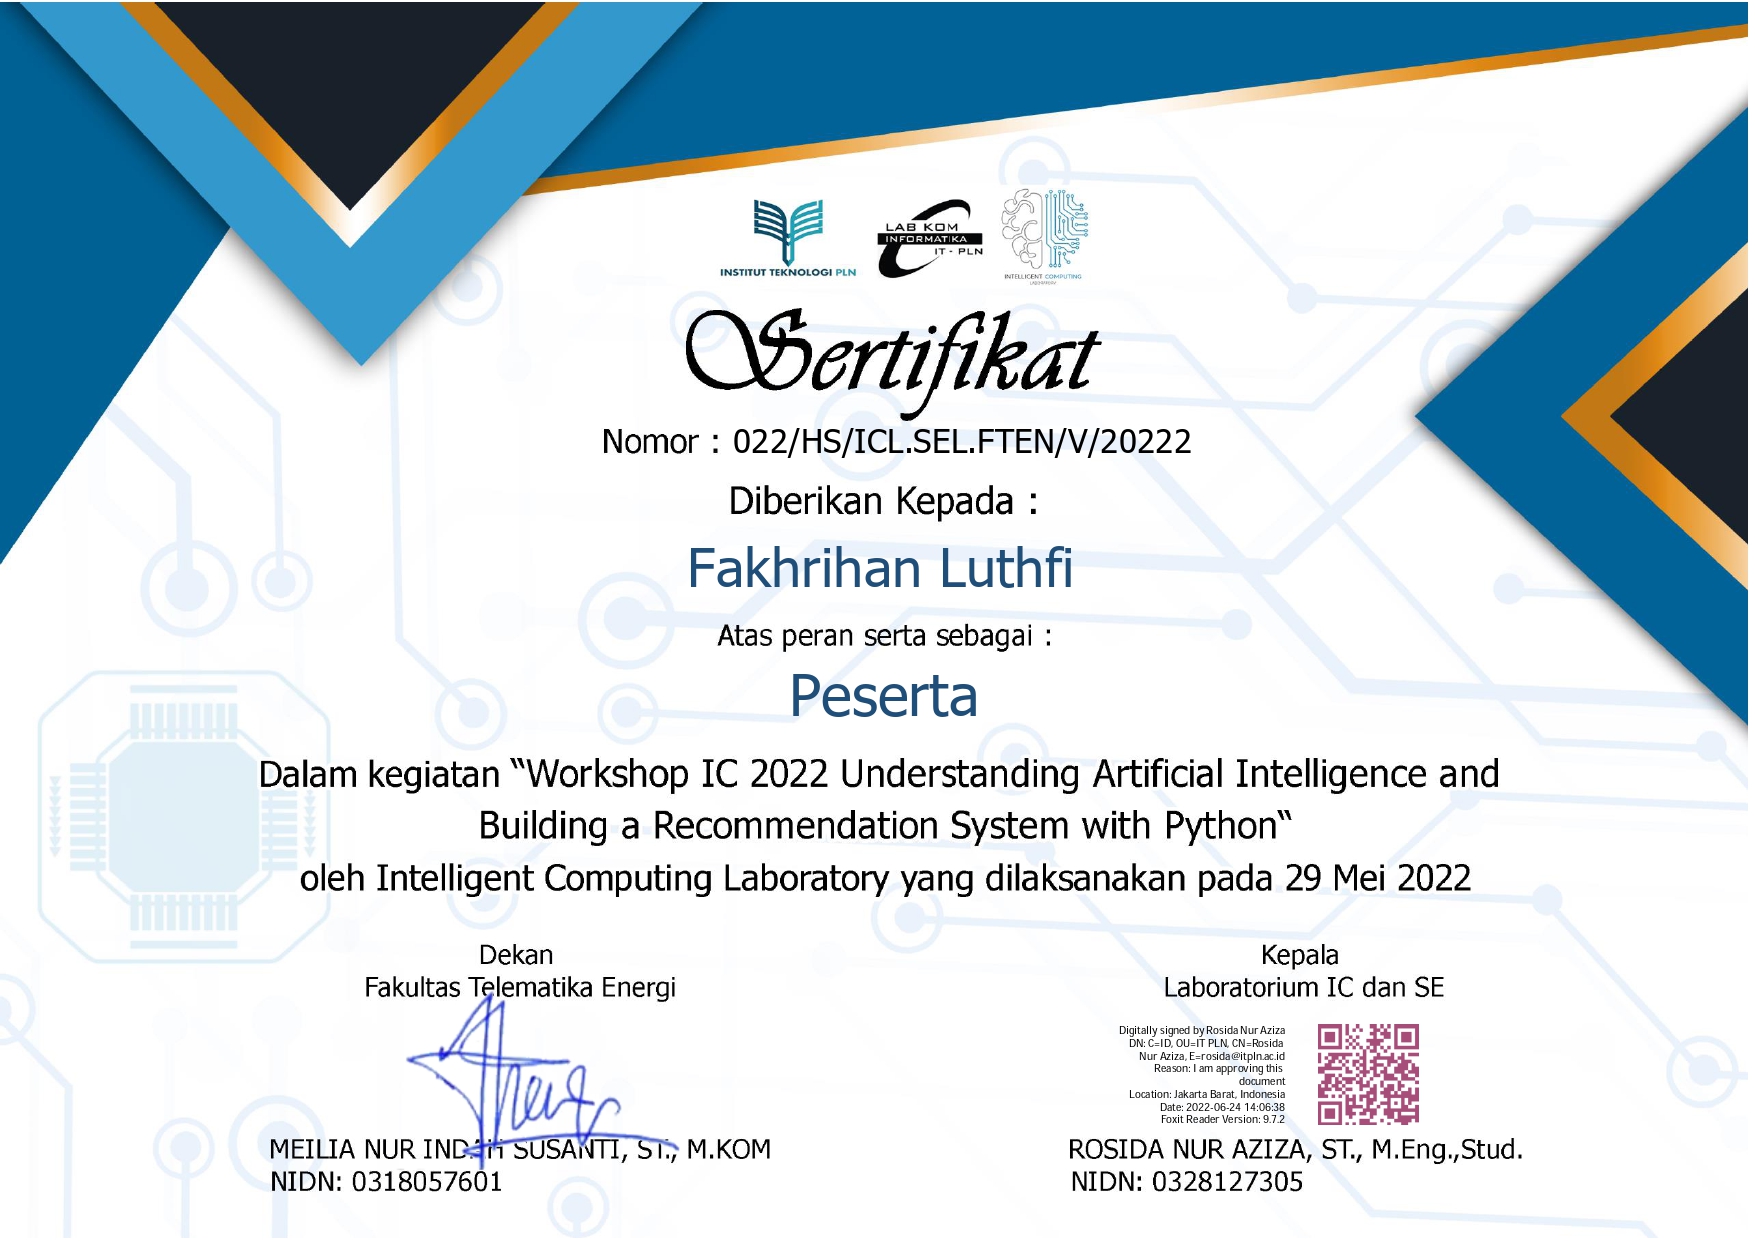 INSTITUT TEKNOLOGI PLN
LAB KOM
INFORMATIKA
IT - PLN
INTELLIGENT COMPUTING
LABORATORY
Sertifikat
Nomor : 022/HS/ICL.SEL.FTEN/V/20222
Diberikan Kepada :
Fakhrihan Luthfi
Atas peran serta sebagai :
Peserta
Dalam kegiatan “Workshop IC 2022 Understanding Artificial Intelligence and
Building a Recommendation System with Python“
oleh Intelligent Computing Laboratory yang dilaksanakan pada 29 Mei 2022
Dekan
Fakultas Telematika Energi
MEILIA NUR INDAH SUSANTI, ST., M.KOM
NIDN: 0318057601
Kepala
Laboratorium IC dan SE
Digitally signed by Rosida Nur Aziza
DN: C=ID, OU=IT PLN, CN=Rosida
Nur Aziza, E=rosida@itpln.ac.id
Reason: I am approving this
document
Location: Jakarta Barat, Indonesia
Date: 2022-06-24 14:06:38
Foxit Reader Version: 9.7.2
ROSIDA NUR AZIZA, ST., M.Eng.,Stud.
NIDN: 0328127305